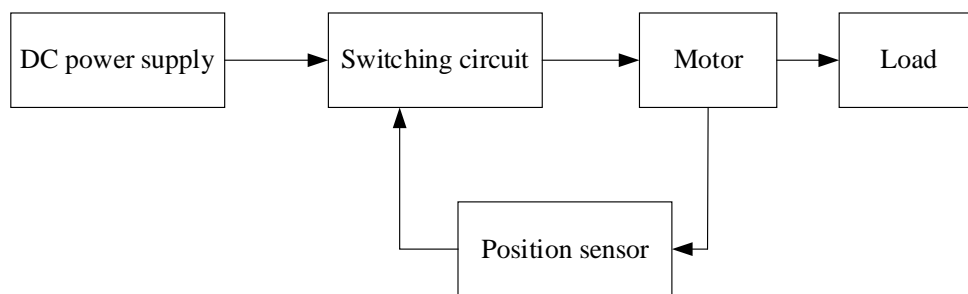 DC power supply
Switching circuit
Motor
Load
Position sensor